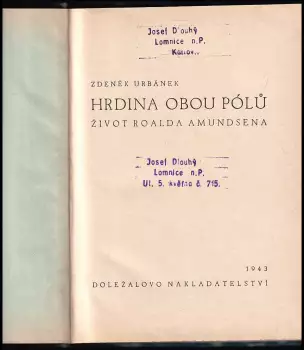 Josef Dlouhý
Lomnice n.P.
ZDENĚK URBÁNEK
HRDINA OBOU PÓLŮ
ŽIVOT ROALDA AMUNDSENA
Josef Dlouhý
Lomnice n.P.
Ul. 5. května č. 715.
1943
DOLEŽALOVO NAKLADATELSTVÍ